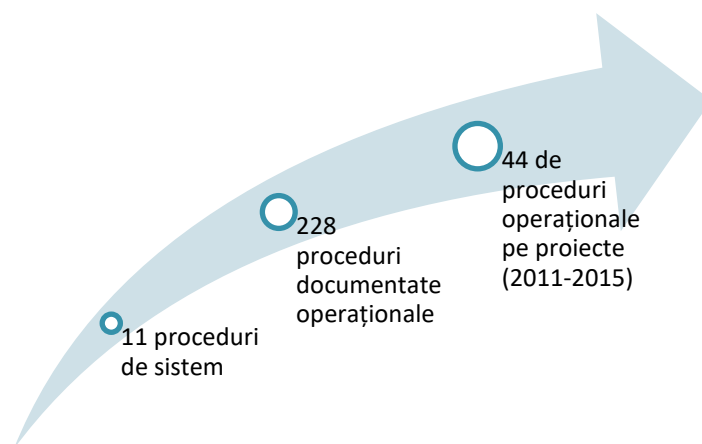 44 de
proceduri
operaționale
pe proiecte
(2011-2015)
228
proceduri
documentate
operaționale
11 proceduri
de sistem